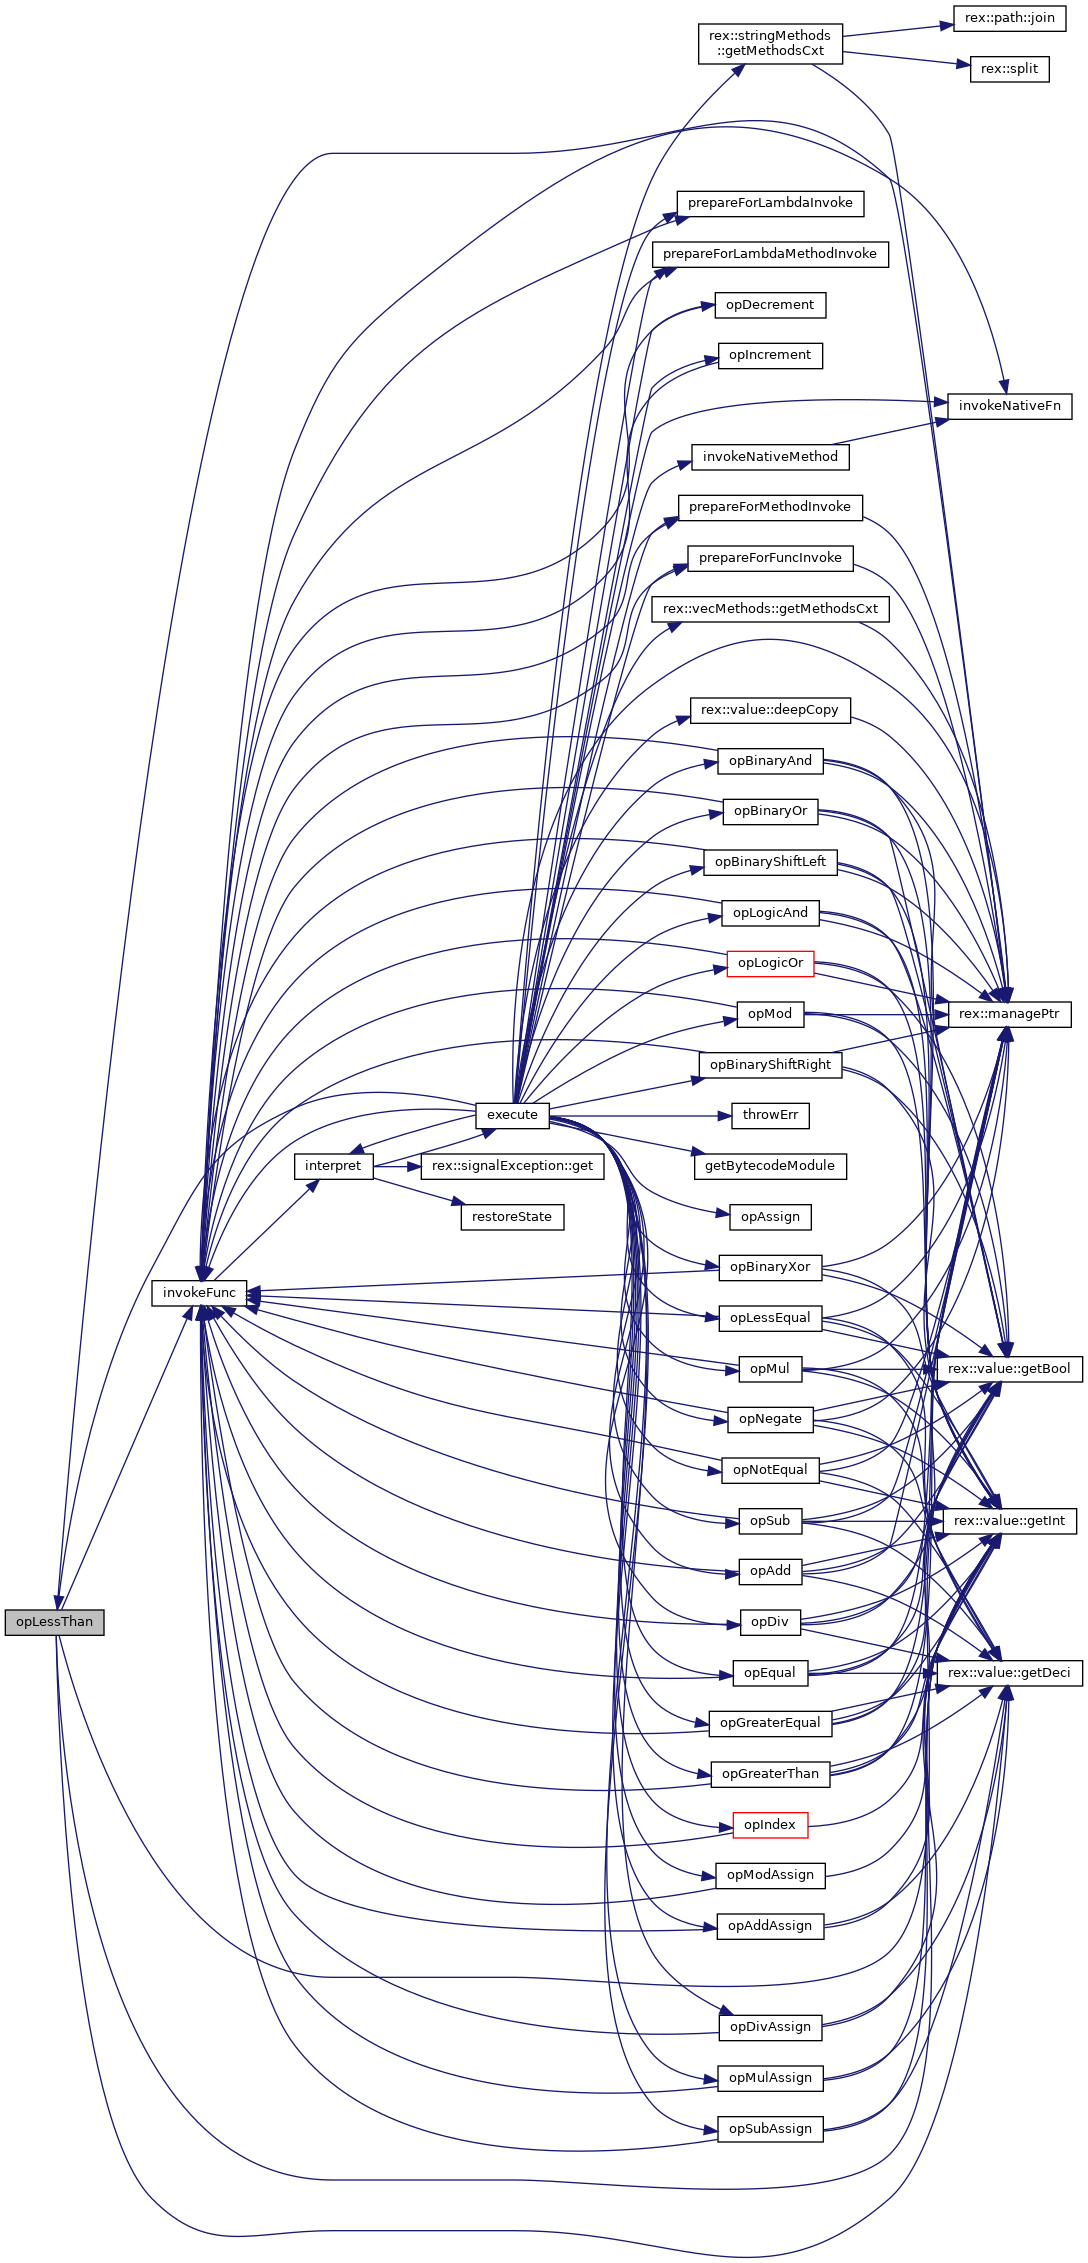 rex::path::join
rex::stringMethods
::getMethodsCxt
rex::split
prepareForLambdaInvoke
prepareForLambdaMethodInvoke
opDecrement
opIncrement
invokeNativeFn
invokeNativeMethod
prepareForMethodInvoke
prepareForFuncInvoke
rex::vecMethods::getMethodsCxt
rex::value::deepCopy
opBinaryAnd
opBinaryOr
opBinaryShiftLeft
opLogicAnd
opLogicOr
opMod
rex::managePtr
opBinaryShiftRight
execute
throwErr
interpret
rex::signalException::get
getBytecodeModule
restoreState
opAssign
opBinaryXor
invokeFunc
opLessEqual
opMul
rex::value::getBool
opNegate
opNotEqual
opSub
rex::value::getInt
opAdd
opLessThan
opDiv
opEqual
rex::value::getDeci
opGreaterEqual
opGreaterThan
opIndex
opModAssign
opAddAssign
opDivAssign
opMulAssign
opSubAssign